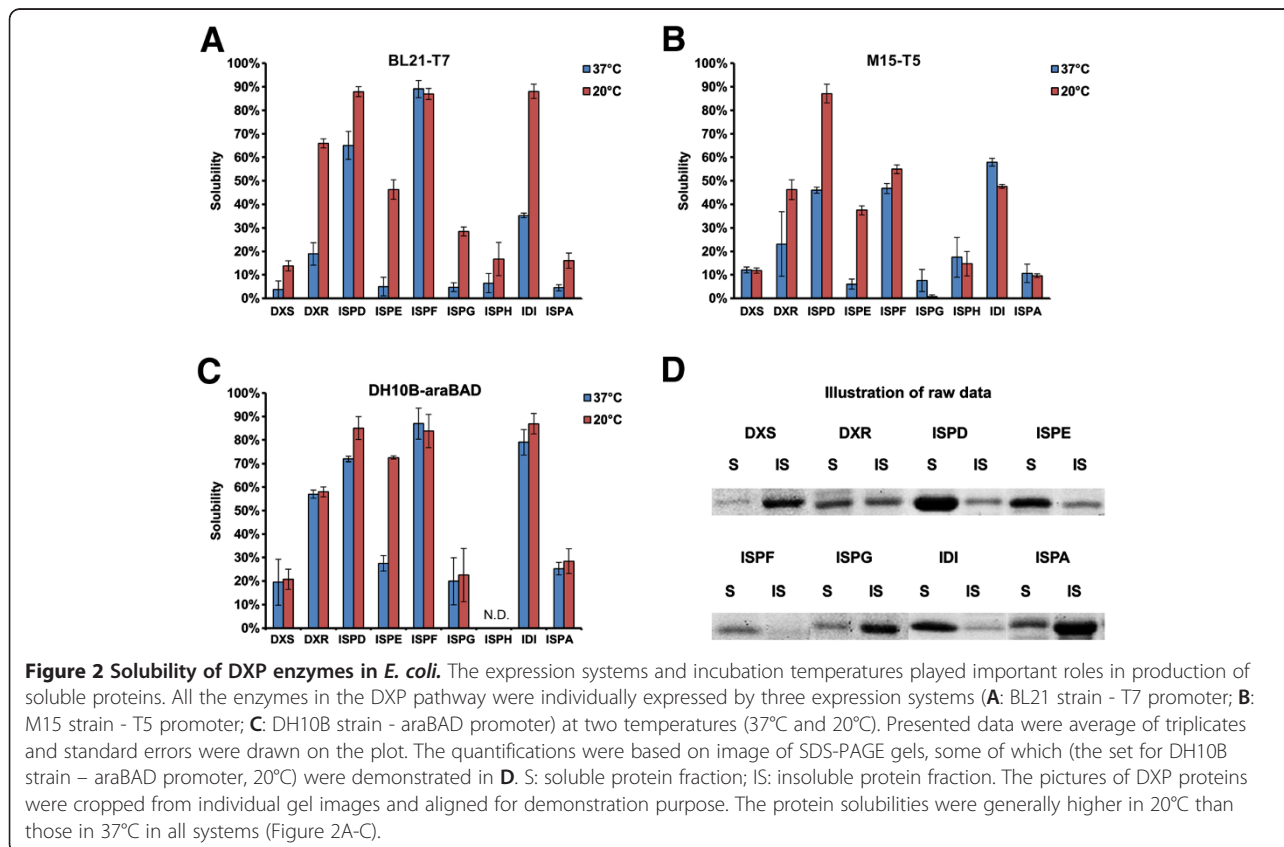 A
BL21-T7
37°C
20°C
Solubility
100%
90%
80%
70%
60%
50%
40%
30%
20%
10%
0%
DXS DXR ISPD ISPE ISPF ISPG ISPH IDI ISPA
B
M15-T5
37°C
20°C
Solubility
100%
90%
80%
70%
60%
50%
40%
30%
20%
10%
0%
DXS DXR ISPD ISPE ISPF ISPG ISPH IDI ISPA
C
DH10B-araBAD
37°C
20°C
Solubility
100%
90%
80%
70%
60%
50%
40%
30%
20%
10%
0%
N.D.
DXS DXR ISPD ISPE ISPF ISPG ISPH IDI ISPA
D
Illustration of raw data
DXS DXR ISPD ISPE
S IS S IS S IS S IS
ISPF ISPG IDI ISPA
S IS S IS S IS S IS
Figure 2 Solubility of DXP enzymes in E. coli. The expression systems and incubation temperatures played important roles in production of
soluble proteins. All the enzymes in the DXP pathway were individually expressed by three expression systems (A: BL21 strain - T7 promoter; B:
M15 strain - T5 promoter; C: DH10B strain - araBAD promoter) at two temperatures (37°C and 20°C). Presented data were average of triplicates
and standard errors were drawn on the plot. The quantifications were based on image of SDS-PAGE gels, some of which (the set for DH10B
strain – araBAD promoter, 20°C) were demonstrated in D. S: soluble protein fraction; IS: insoluble protein fraction. The pictures of DXP proteins
were cropped from individual gel images and aligned for demonstration purpose. The protein solubilities were generally higher in 20°C than
those in 37°C in all systems (Figure 2A-C).